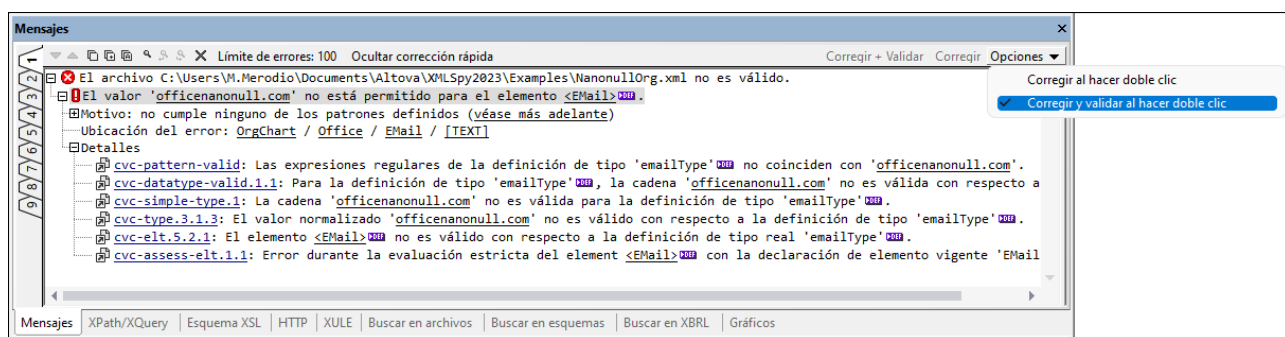 Mensajes
Límite de errores: 100 Ocultar corrección rápida Corregir + Validar Corregir Opciones
Corregir al hacer doble clic
Corregir y validar al hacer doble clic
1
2
3
4
5
6
7
8
9
El archivo C:\Users\M.Merodio\Documents\Altova\XMLSpy2023\Examples\NanonullOrg.xml no es válido.
El valor 'officenanonull.com' no está permitido para el elemento <EMail> DEF .
Motivo: no cumple ninguno de los patrones definidos (véase más adelante)
Ubicación del error: OrgChart / Office / EMail / [TEXT]
Detalles
cvc-pattern-valid: Las expresiones regulares de la definición de tipo 'emailType' DEF no coinciden con 'officenanonull.com'.
cvc-datatype-valid.1.1: Para la definición de tipo 'emailType' DEF , la cadena 'officenanonull.com' no es válida con respecto a
cvc-simple-type.1: La cadena 'officenanonull.com' no es válida para la definición de tipo 'emailType' DEF .
cvc-type.3.1.3: El valor normalizado 'officenanonull.com' no es válido con respecto a la definición de tipo 'emailType' DEF .
cvc-elt.5.2.1: El elemento <EMail> DEF no es válido con respecto a la definición de tipo real 'emailType' DEF .
cvc-assess-elt.1.1: Error durante la evaluación estricta del element <EMail> DEF con la declaración de elemento vigente 'EMail
Mensajes XPath/XQuery Esquema XSL HTTP XULE Buscar en archivos Buscar en esquemas Buscar en XBRL Gráficos